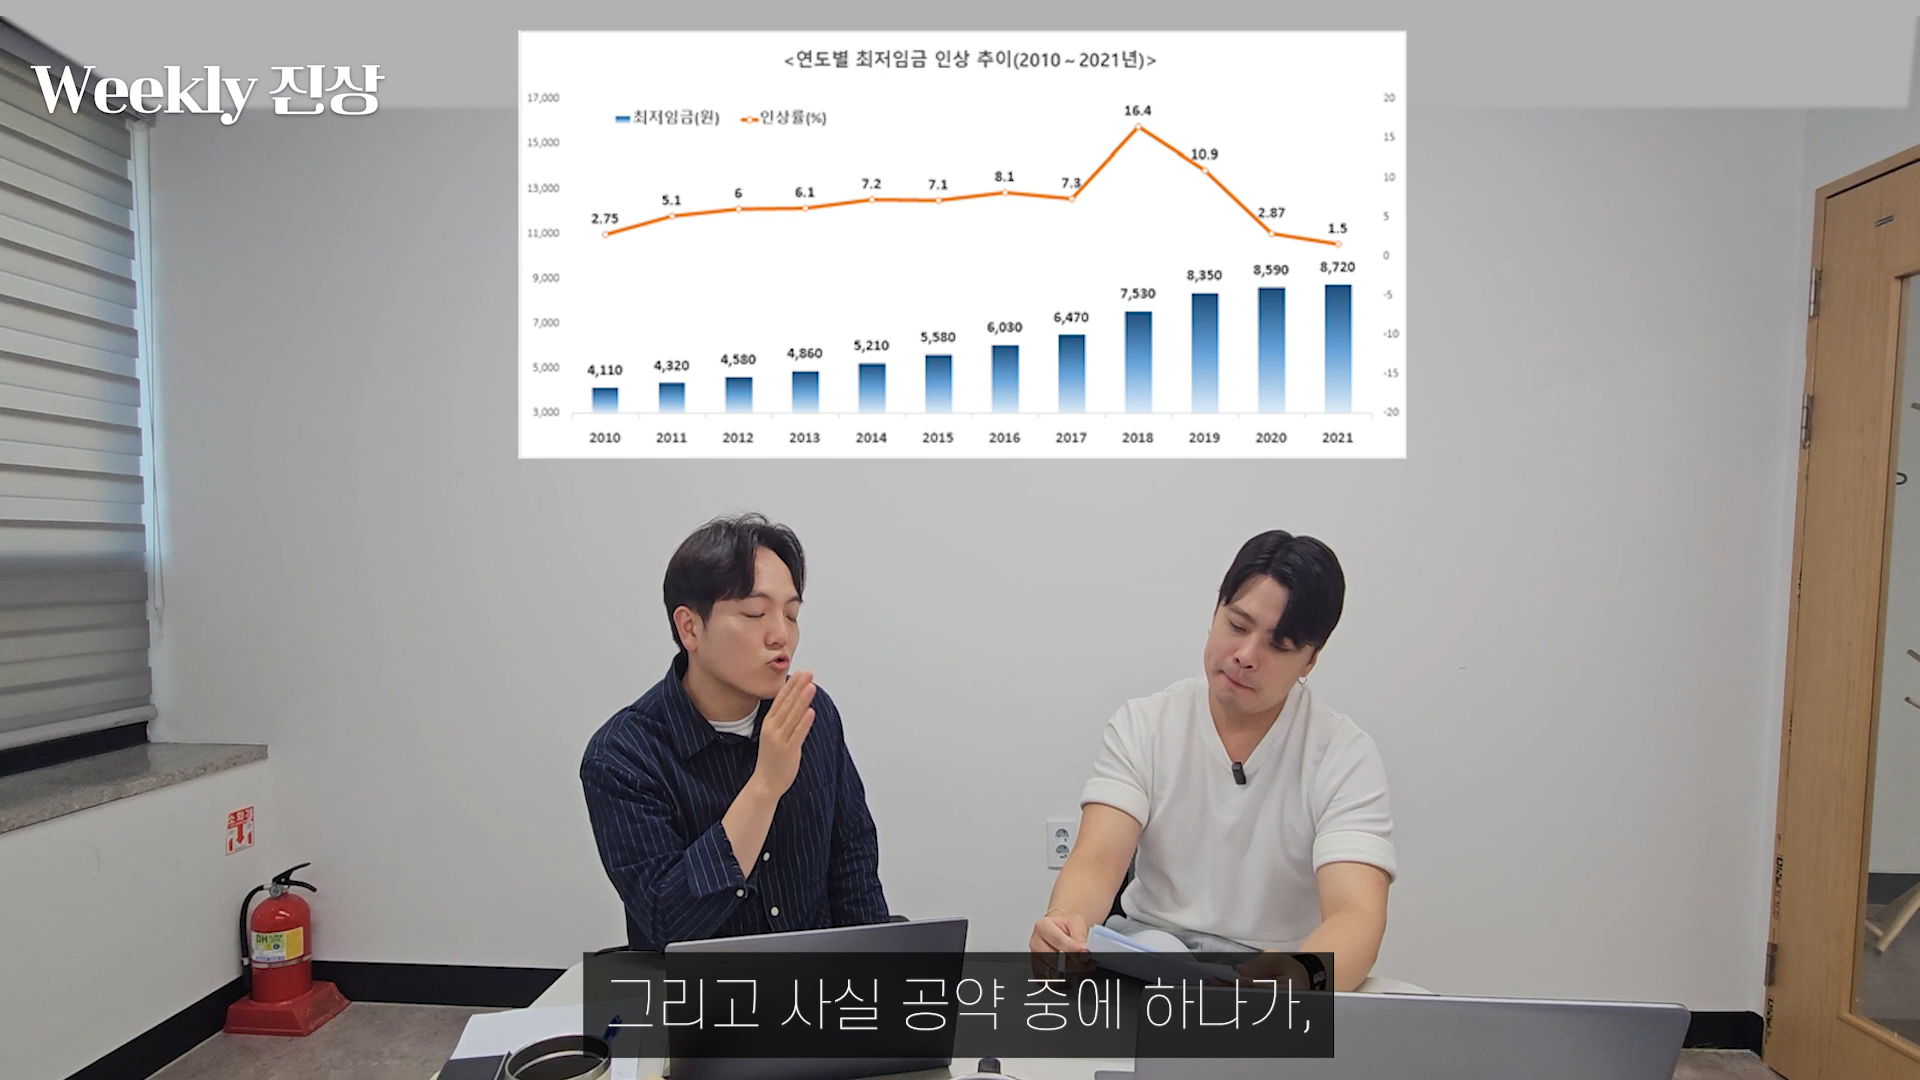 Weekly 진상
<연도별 최저임금 인상 추이(2010~2021년)>
최저임금(원) 인상률(%)
17,000
15,000
13,000
11,000
9,000
7,000
5,000
3,000
20
15
10
5
0
-5
-10
-15
-20
2.75 5.1 6 6.1 7.2 7.1 8.1 7.3 16.4 10.9 2.87 1.5
4,110 4,320 4,580 4,860 5,210 5,580 6,030 6,470 7,530 8,350 8,590 8,720
2010 2011 2012 2013 2014 2015 2016 2017 2018 2019 2020 2021
소화기
DH
그리고 사실 공약 중에 하나가,